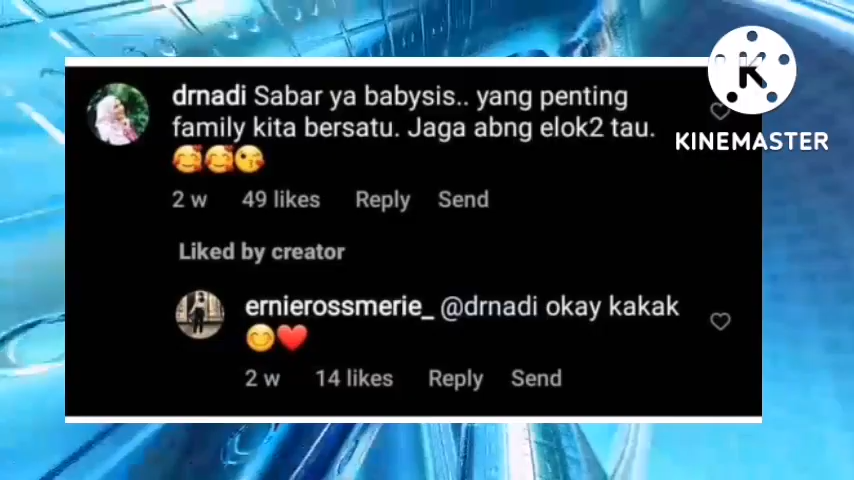 drnadi Sabar ya babysis.. yang penting
family kita bersatu. Jaga abng elok2 tau.
🥰🥰😘
2 w 49 likes Reply Send
Liked by creator
ernierossmerie_ @drnadi okay kakak
😊❤️
2 w 14 likes Reply Send
K
KINEMASTER